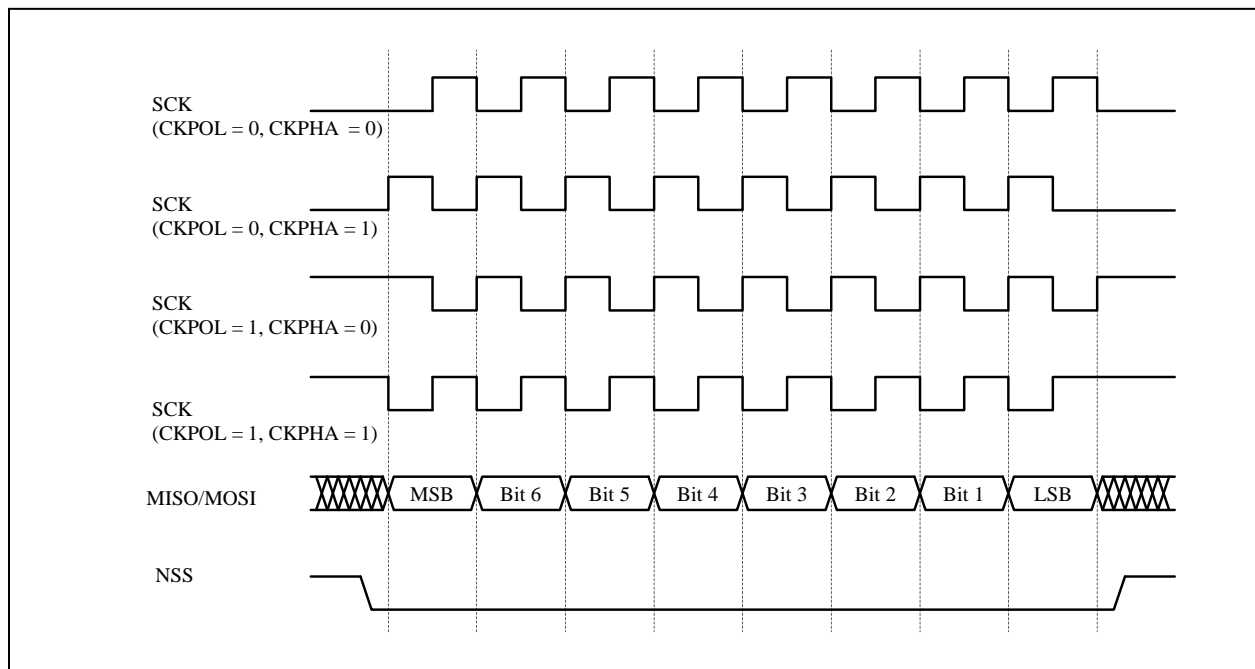 SCK
(CKPOL = 0, CKPHA = 0)
SCK
(CKPOL = 0, CKPHA = 1)
SCK
(CKPOL = 1, CKPHA = 0)
SCK
(CKPOL = 1, CKPHA = 1)
MISO/MOSI MSB Bit 6 Bit 5 Bit 4 Bit 3 Bit 2 Bit 1 LSB
NSS